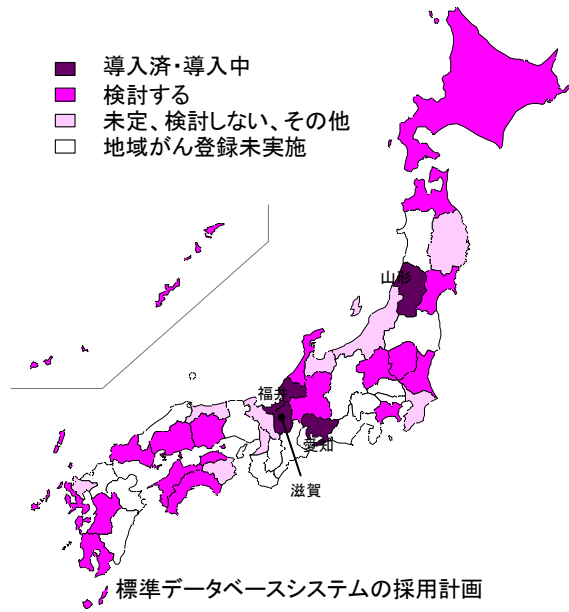 導入済・導入中
検討する
未定、検討しない、その他
地域がん登録未実施
山形
福井
愛知
滋賀
標準データベースシステムの採用計画